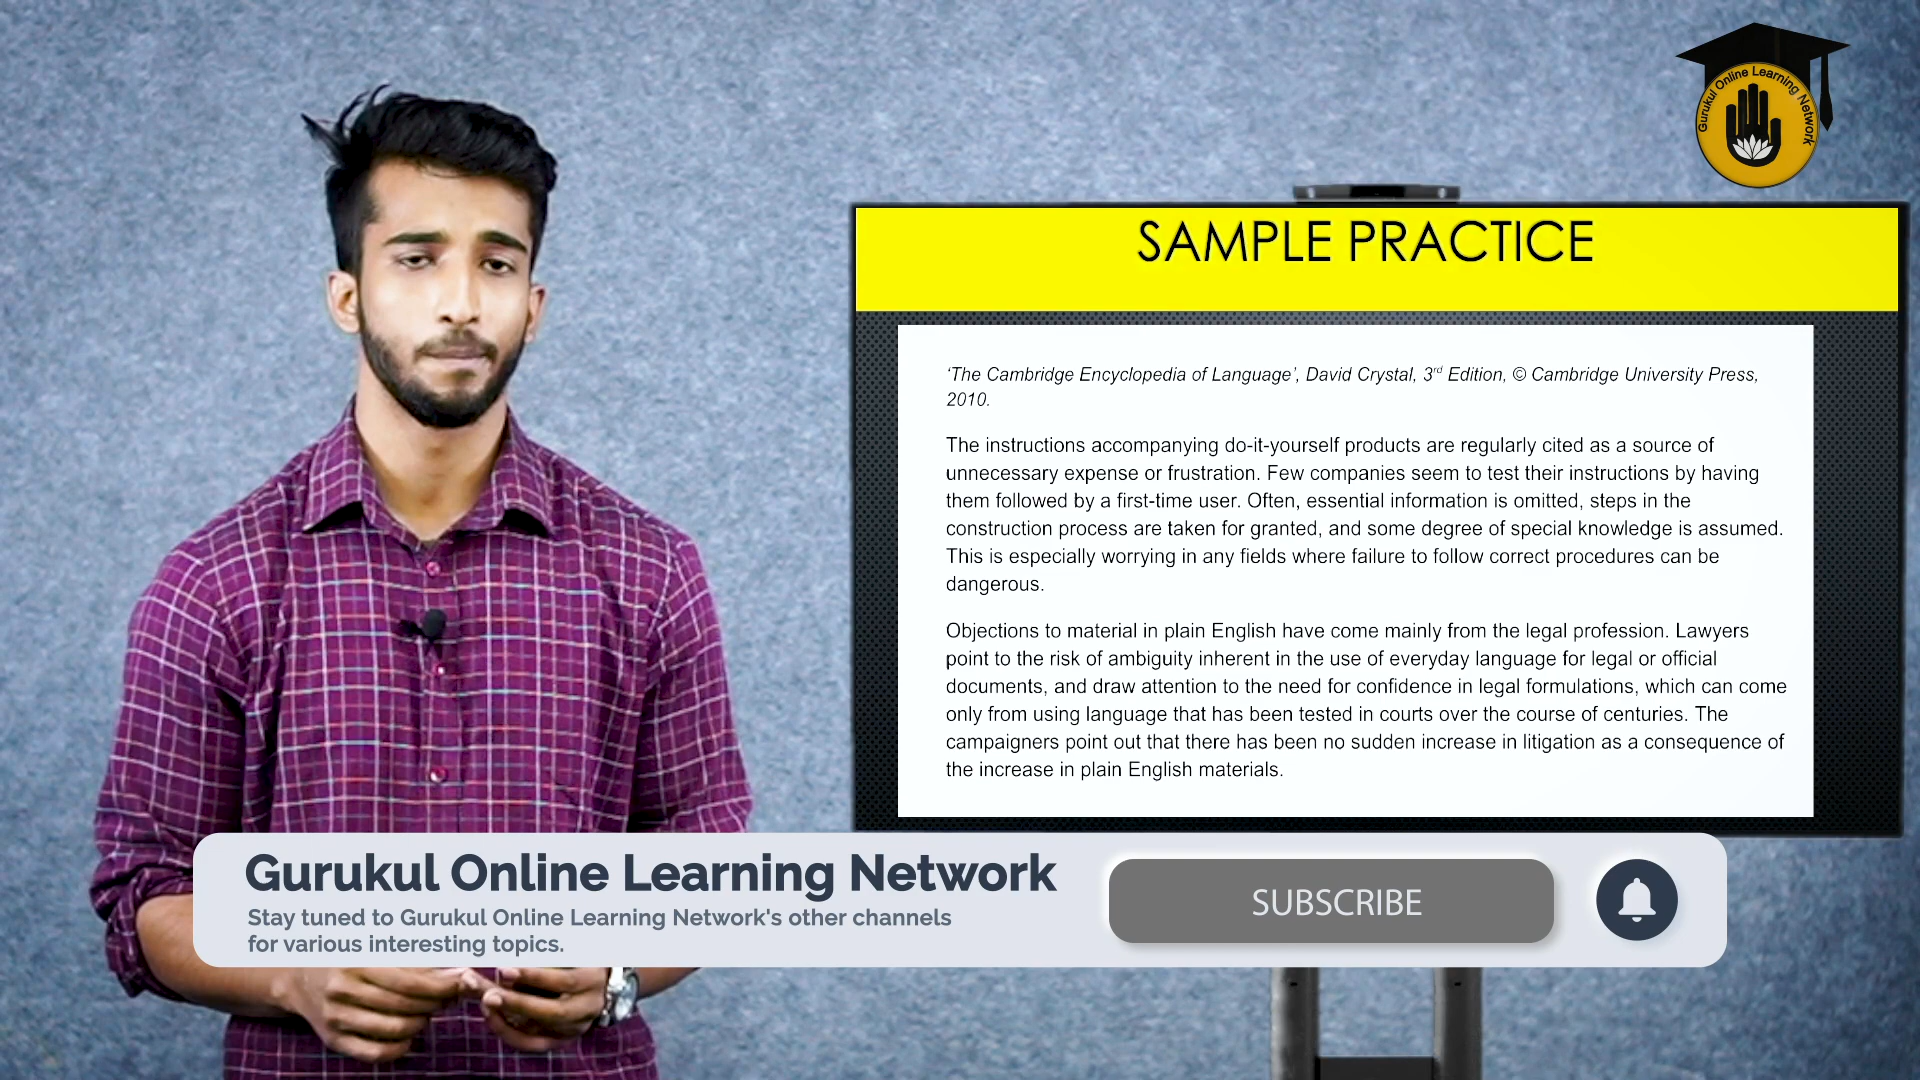 Gurukul Online Learning Network
SAMPLE PRACTICE
‘The Cambridge Encyclopedia of Language’, David Crystal, 3rd Edition, © Cambridge University Press,
2010.
The instructions accompanying do-it-yourself products are regularly cited as a source of
unnecessary expense or frustration. Few companies seem to test their instructions by having
them followed by a first-time user. Often, essential information is omitted, steps in the
construction process are taken for granted, and some degree of special knowledge is assumed.
This is especially worrying in any fields where failure to follow correct procedures can be
dangerous.
Objections to material in plain English have come mainly from the legal profession. Lawyers
point to the risk of ambiguity inherent in the use of everyday language for legal or official
documents, and draw attention to the need for confidence in legal formulations, which can come
only from using language that has been tested in courts over the course of centuries. The
campaigners point out that there has been no sudden increase in litigation as a consequence of
the increase in plain English materials.
Gurukul Online Learning Network
Stay tuned to Gurukul Online Learning Network's other channels
for various interesting topics.
SUBSCRIBE